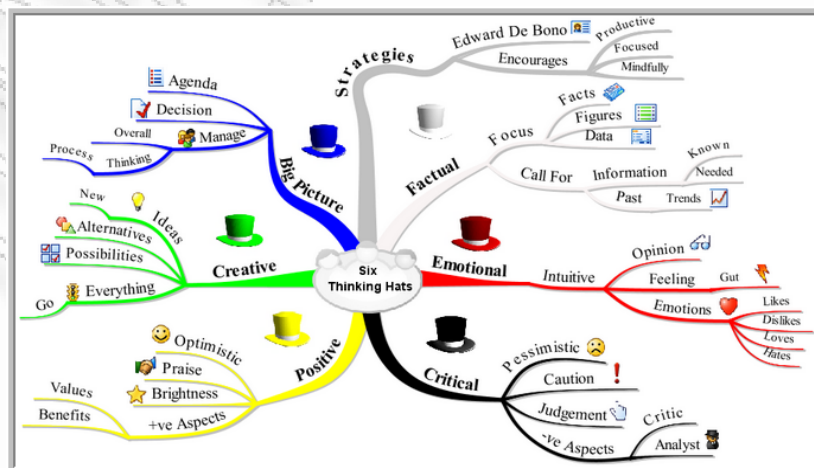 Six
Thinking Hats
Strategies
Edward De Bono
Encourages
Productive
Focused
Mindfully
Factual
Focus
Facts
Figures
Data
Call For
Information
Known
Needed
Past
Trends
Emotional
Intuitive
Opinion
Feeling
Gut
Emotions
Likes
Dislikes
Loves
Hates
Critical
Pessimistic
Caution
Judgement
-ve Aspects
Critic
Analyst
Positive
Optimistic
Praise
Brightness
+ve Aspects
Values
Benefits
Creative
Ideas
New
Alternatives
Possibilities
Everything
Go
Big Picture
Agenda
Decision
Manage
Overall
Thinking
Process